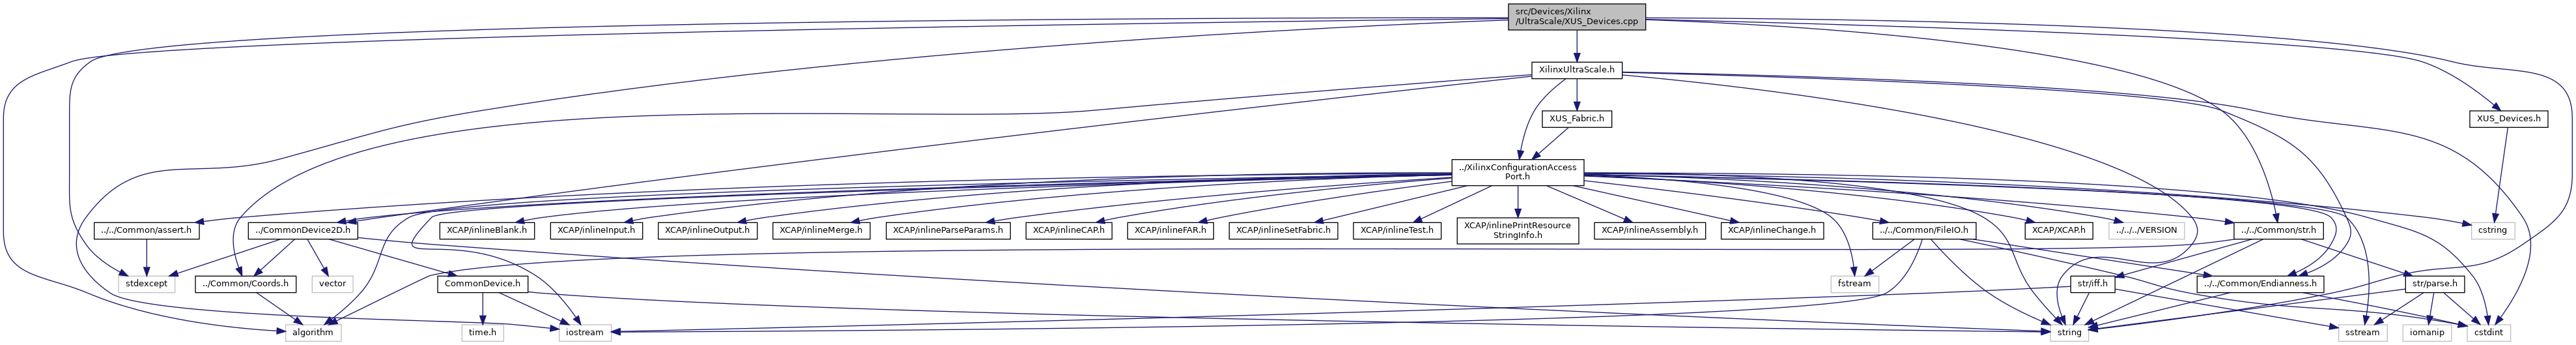 src/Devices/Xilinx
/UltraScale/XUS_Devices.cpp
XilinxUltraScale.h
XUS_Fabric.h
XUS_Devices.h
../XilinxConfigurationAccess
Port.h
../../Common/assert.h
../CommonDevice2D.h
XCAP/inlineBlank.h
XCAP/inlineInput.h
XCAP/inlineOutput.h
XCAP/inlineMerge.h
XCAP/inlineParseParams.h
XCAP/inlineCAP.h
XCAP/inlineFAR.h
XCAP/inlineSetFabric.h
XCAP/inlineTest.h
XCAP/inlinePrintResource
StringInfo.h
XCAP/inlineAssembly.h
XCAP/inlineChange.h
../../Common/FileIO.h
XCAP/XCAP.h
../../../VERSION
../../Common/str.h
cstring
stdexcept
../Common/Coords.h
vector
CommonDevice.h
fstream
str/iff.h
../../Common/Endianness.h
str/parse.h
algorithm
time.h
iostream
string
sstream
iomanip
cstdint